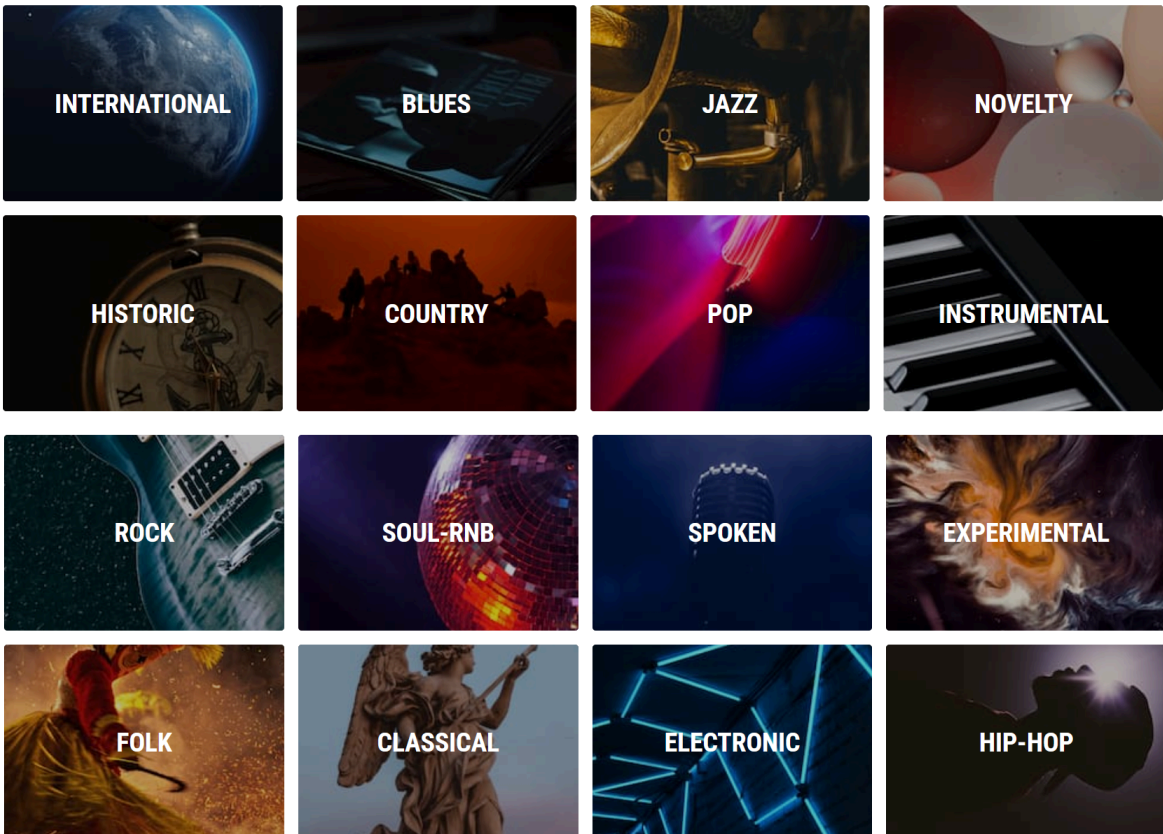 INTERNATIONAL
BLUES
JAZZ
NOVELTY
HISTORIC
COUNTRY
POP
INSTRUMENTAL
ROCK
SOUL-RNB
SPOKEN
EXPERIMENTAL
FOLK
CLASSICAL
ELECTRONIC
HIP-HOP